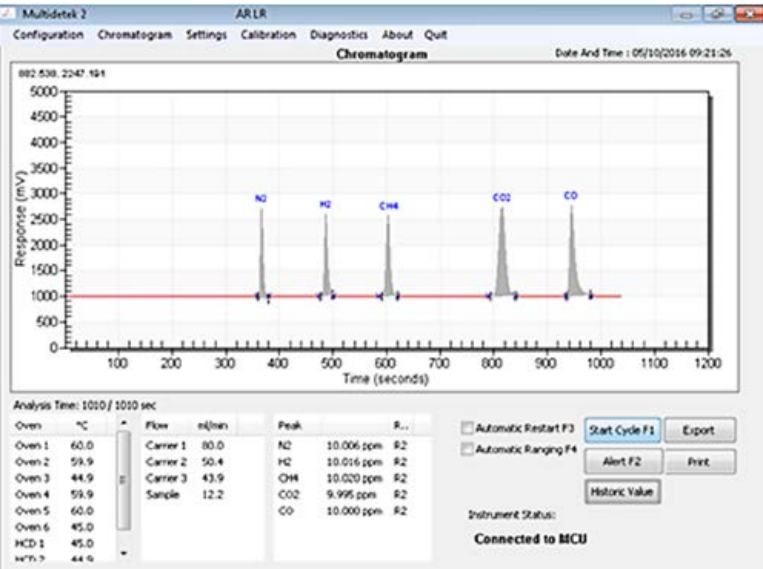 Multidetek 2 AR LR
Configuration Chromatogram Settings Calibration Diagnostics About Quit
Chromatogram Date And Time : 05/10/2016 09:21:26
882.538, 2247.191
5000
4500
4000
3500
3000
2500
2000
1500
1000
500
0
Response (mV)
N2 H2 CH4 CO2 CO
100 200 300 400 500 600 700 800 900 1000 1100 1200
Time (seconds)
Analysis Time: 1010 / 1010 sec
Oven °C Flow ml/min Peak R..
Oven 1 60.0 Carrier 1 80.0 N2 10.006 ppm R2
Oven 2 59.9 Carrier 2 50.4 H2 10.016 ppm R2
Oven 3 44.9 Carrier 3 43.9 CH4 10.020 ppm R2
Oven 4 59.9 Sample 12.2 CO2 9.995 ppm R2
Oven 5 60.0 CO 10.000 ppm R2
Oven 6 45.0
HCD 1 45.0
HCD 2 44.9
Automatic Restart F3 Start Cycle F1 Export
Automatic Ranging F4 Alert F2 Print
Historic Value
Instrument Status:
Connected to MCU